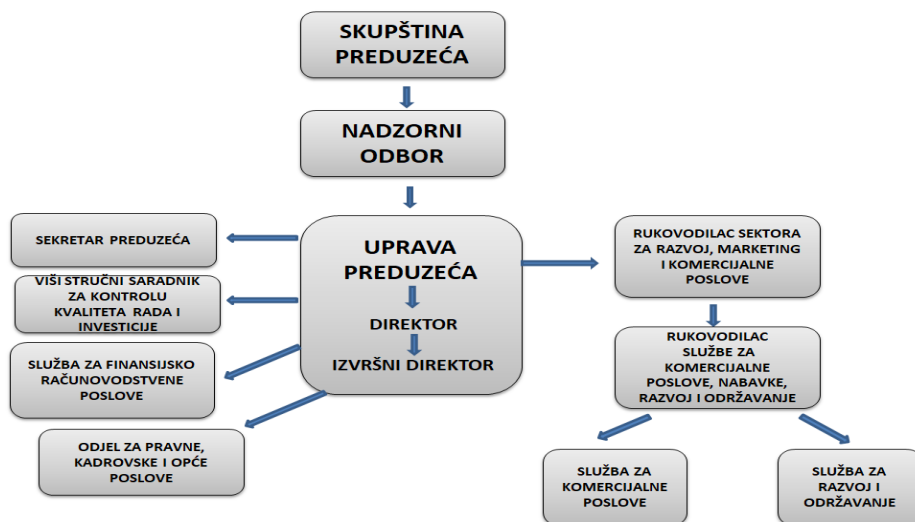 SKUPŠTINA
PREDUZEĆA
NADZORNI
ODBOR
UPRAVA
PREDUZEĆA
DIREKTOR
IZVRŠNI DIREKTOR
SEKRETAR PREDUZEĆA
VIŠI STRUČNI SARADNIK
ZA KONTROLU
KVALITETA RADA I
INVESTICIJE
SLUŽBA ZA FINANSIJSKO
RAČUNOVODSTVENE
POSLOVE
ODJEL ZA PRAVNE,
KADROVSKE I OPĆE
POSLOVE
RUKOVODILAC SEKTORA
ZA RAZVOJ, MARKETING
I KOMERCIJALNE
POSLOVE
RUKOVODILAC
SLUŽBE ZA
KOMERCIJALNE
POSLOVE, NABAVKE,
RAZVOJ I ODRŽAVANJE
SLUŽBA ZA
KOMERCIJALNE
POSLOVE
SLUŽBA ZA
RAZVOJ I
ODRŽAVANJE